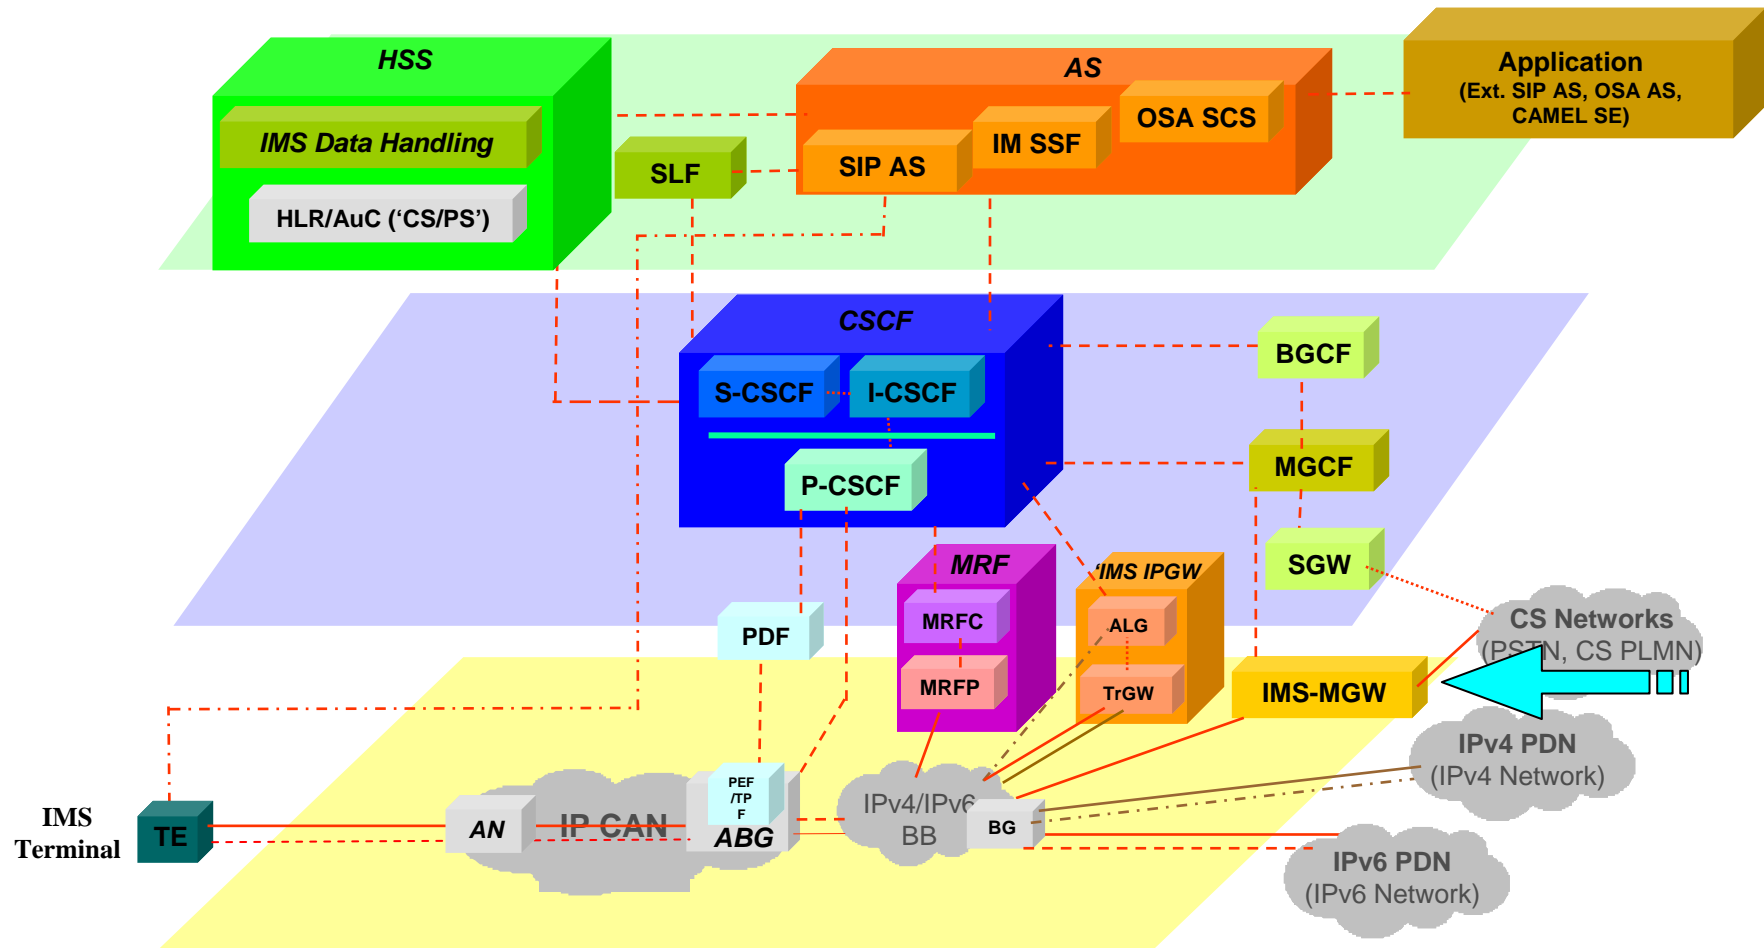 HSS
IMS Data Handling
HLR/AuC (‘CS/PS’)
SLF
AS
SIP AS
IM SSF
OSA SCS
Application
(Ext. SIP AS, OSA AS,
CAMEL SE)
CSCF
S-CSCF
I-CSCF
P-CSCF
BGCF
MGCF
SGW
MRF
MRFC
MRFP
‘IMS IPGW
ALG
TrGW
PDF
IMS-MGW
CS Networks
(PSTN, CS PLMN)
IPv4 PDN
(IPv4 Network)
IPv6 PDN
(IPv6 Network)
IMS
Terminal
TE
AN
IP CAN
PEF
/TP
F
ABG
IPv4/IPv6
BB
BG